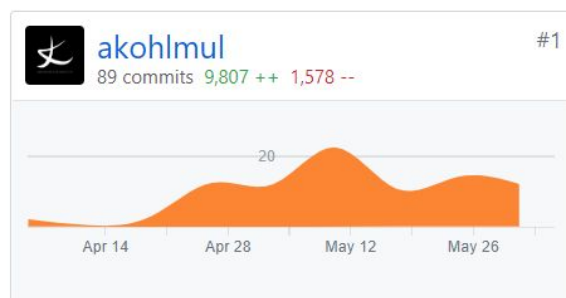 akohlmul
#1
89 commits 9,807 ++ 1,578 --
20
Apr 14 Apr 28 May 12 May 26